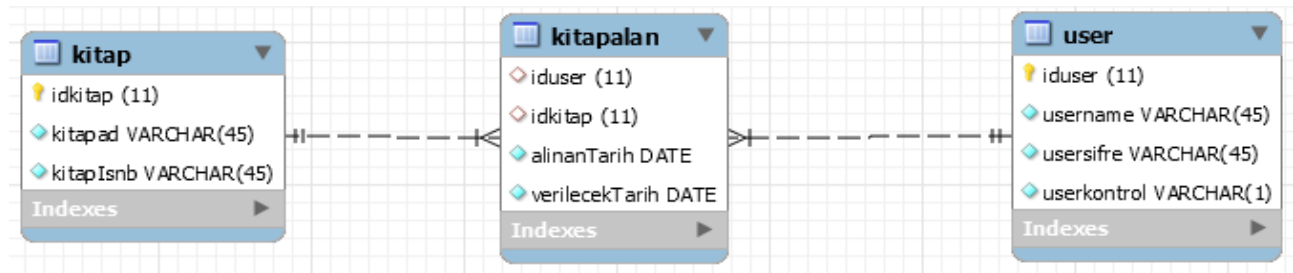 kitap
idkitap (11)
kitapad VARCHAR(45)
kitapIsnb VARCHAR(45)
Indexes
kitapalan
iduser (11)
idkitap (11)
alinanTarih DATE
verilecekTarih DATE
Indexes
user
iduser (11)
username VARCHAR(45)
usersifre VARCHAR(45)
userkontrol VARCHAR(1)
Indexes